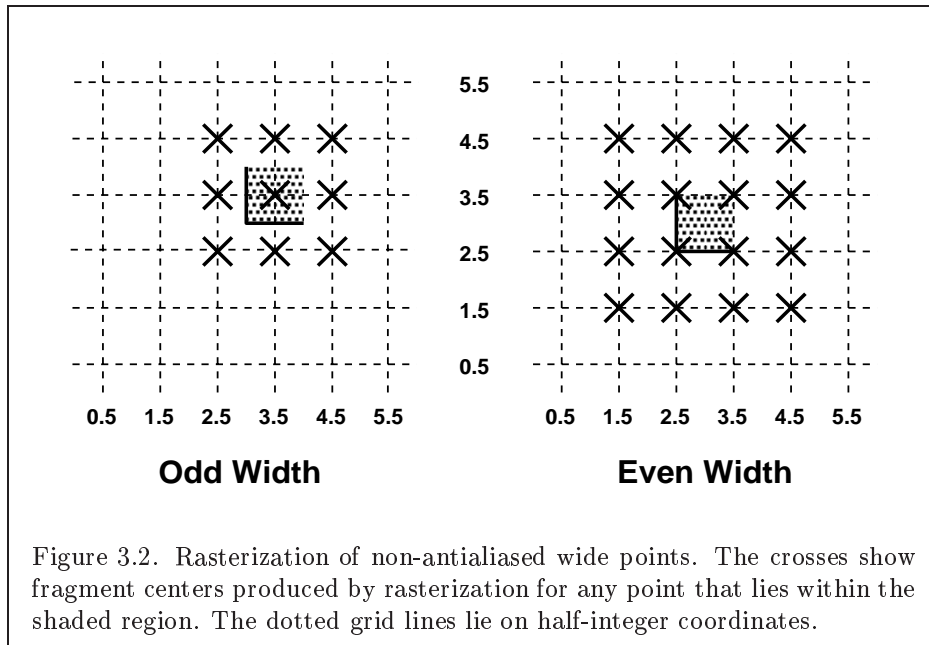 5.5
4.5
3.5
2.5
1.5
0.5
0.5 1.5 2.5 3.5 4.5 5.5
0.5 1.5 2.5 3.5 4.5 5.5
Odd Width
Even Width
Figure 3.2. Rasterization of non-antialiased wide points. The crosses show
fragment centers produced by rasterization for any point that lies within the
shaded region. The dotted grid lines lie on half-integer coordinates.